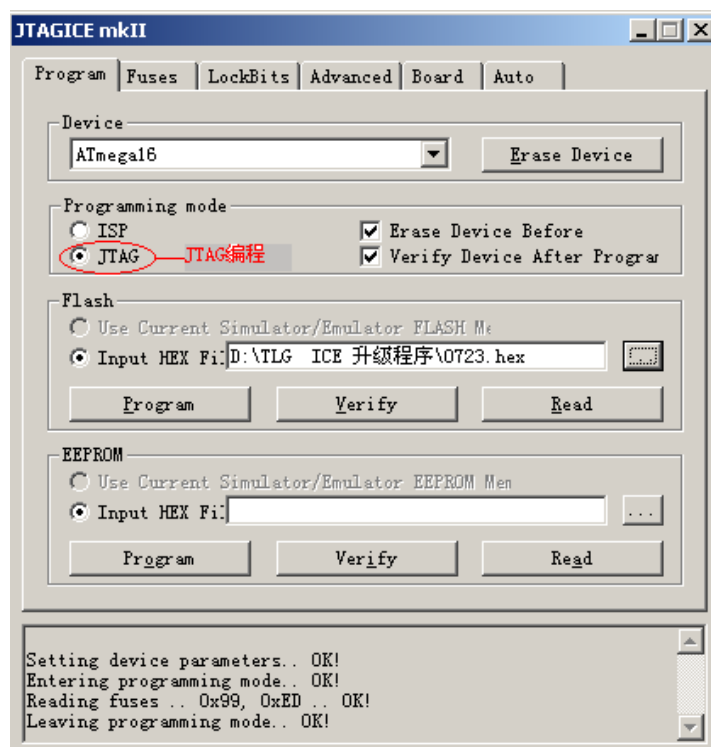 JTAGICE mkII
Program Fuses LockBits Advanced Board Auto
Device
ATmega16 Erase Device
Programming mode
ISP Erase Device Before
JTAG JTAG编程 Verify Device After Program
Flash
Use Current Simulator/Emulator FLASH Me
Input HEX Fi D:\TLG ICE 升级程序\0723.hex ...
Program Verify Read
EEPROM
Use Current Simulator/Emulator EEPROM Mem
Input HEX Fi ...
Program Verify Read
Setting device parameters.. OK!
Entering programming mode.. OK!
Reading fuses .. 0x99, 0xED .. OK!
Leaving programming mode.. OK!